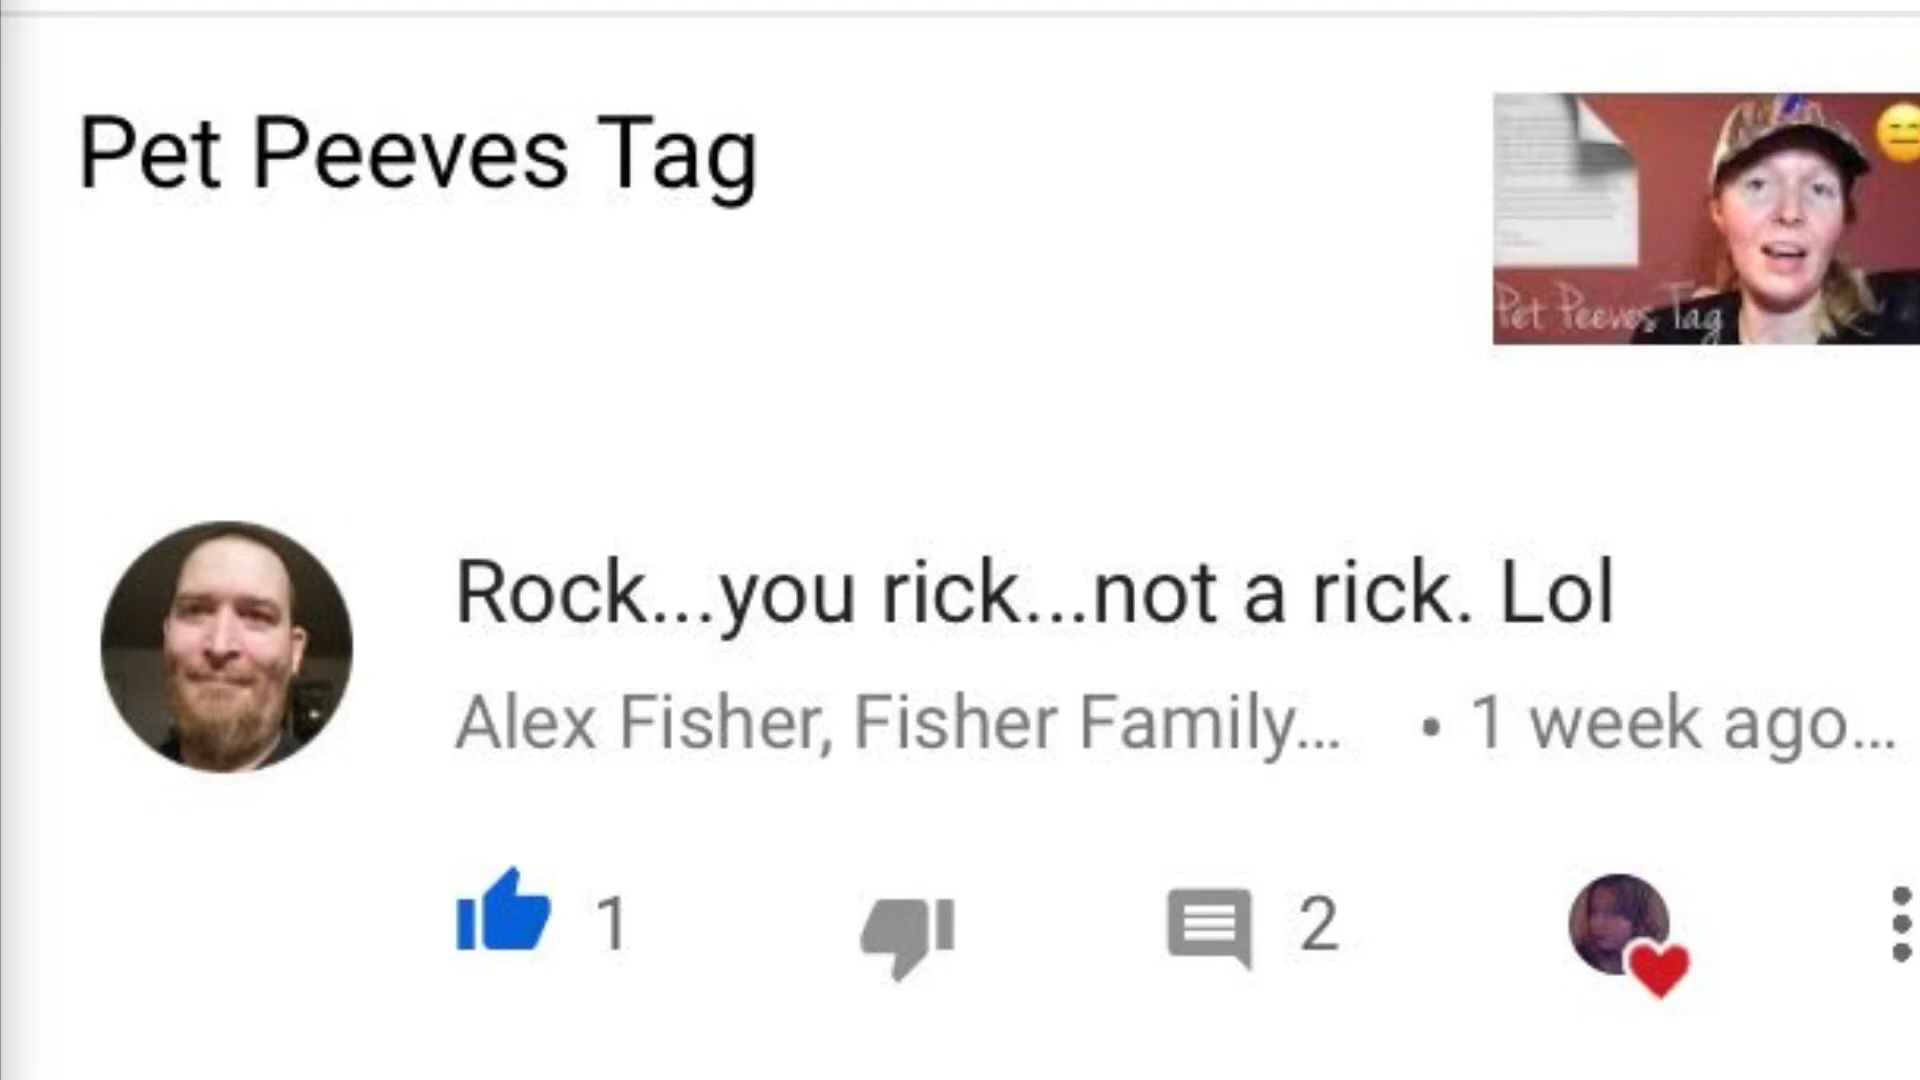 Pet Peeves Tag
Pet Peeves Tag
Rock...you rick...not a rick. Lol
Alex Fisher, Fisher Family... • 1 week ago...
1
2